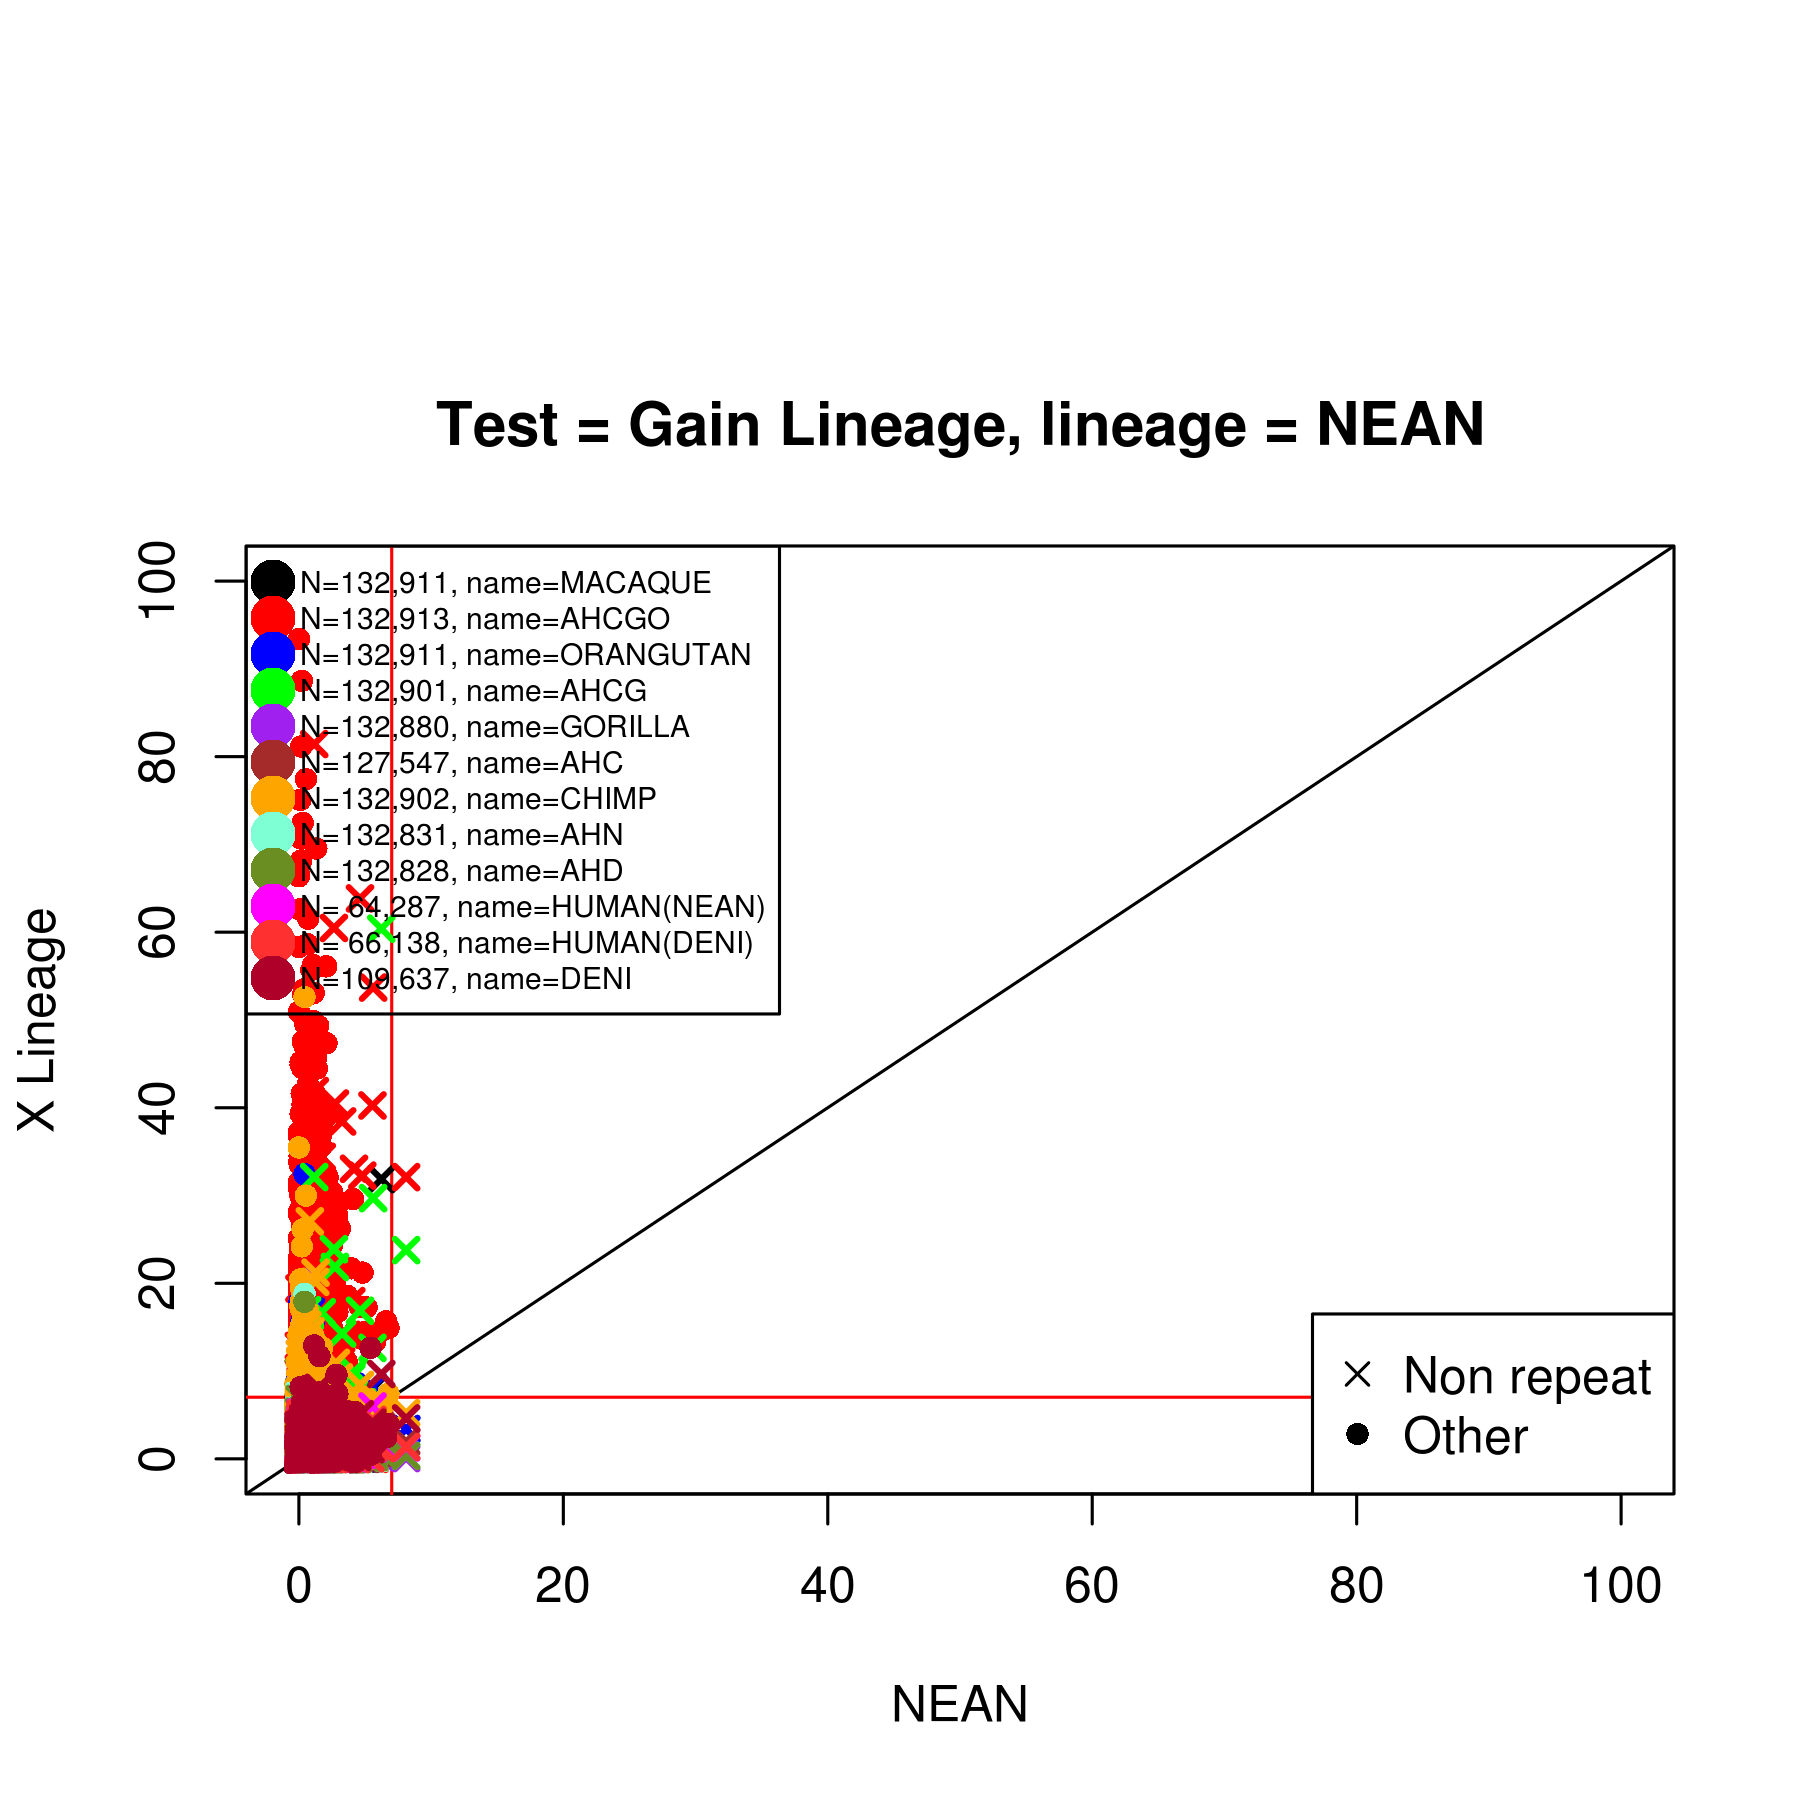 Test = Gain Lineage, lineage = NEAN
N=132,911, name=MACAQUE
N=132,913, name=AHCGO
N=132,911, name=ORANGUTAN
N=132,901, name=AHCG
N=132,880, name=GORILLA
N=127,547, name=AHC
N=132,902, name=CHIMP
N=132,831, name=AHN
N=132,828, name=AHD
N= 64,287, name=HUMAN(NEAN)
N= 66,138, name=HUMAN(DENI)
N=109,637, name=DENI
X Lineage
100
80
60
40
20
0
Non repeat
Other
0 20 40 60 80 100
NEAN